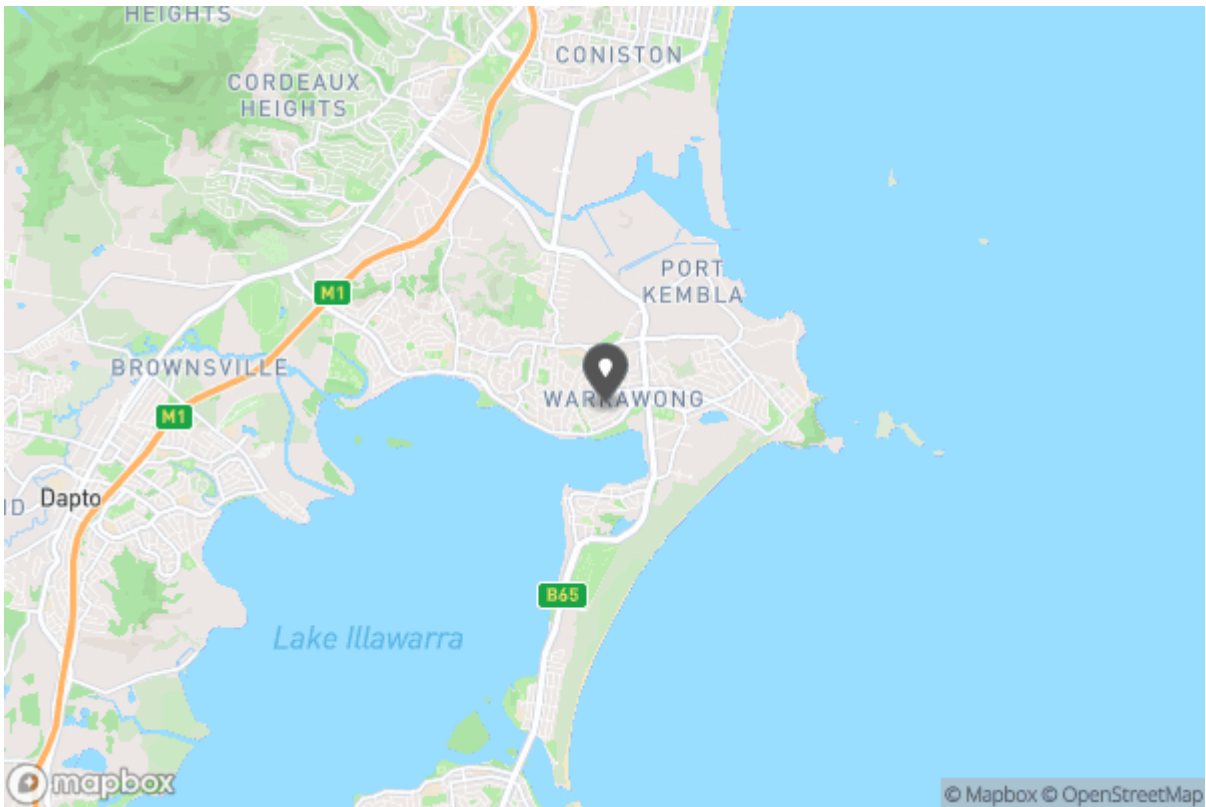 HEIGHTS
CONISTON
CORDEAUX
HEIGHTS
PORT
KEMBLA
M1
BROWNSVILLE
WARRAWONG
M1
Dapto
D
B65
Lake Illawarra
mapbox
© Mapbox © OpenStreetMap